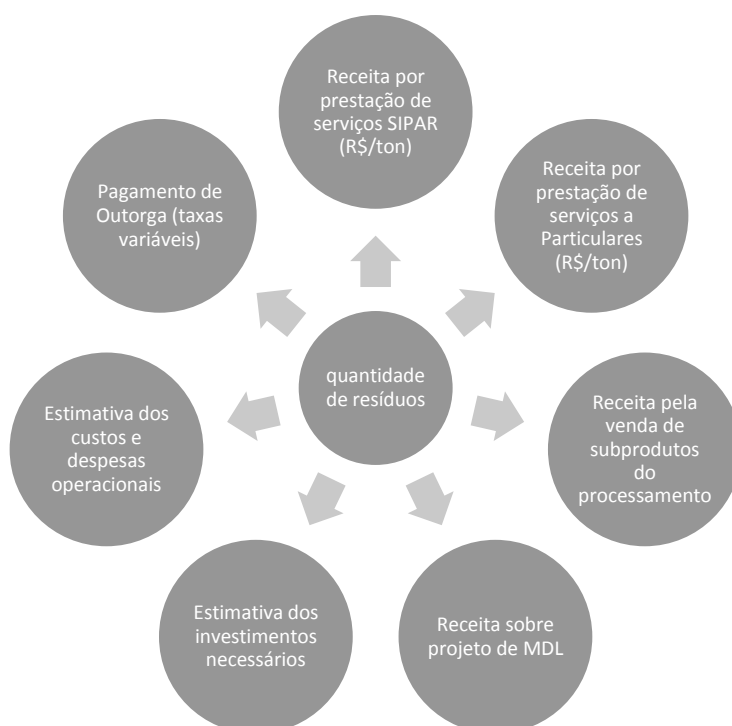 Receita por
prestação de
serviços SIPAR
(R$/ton)
Receita por
prestação de
serviços a
Particulares
(R$/ton)
Receita pela
venda de
subprodutos
do
processamento
Receita sobre
projeto de MDL
Estimativa dos
investimentos
necessários
Estimativa dos
custos e
despesas
operacionais
Pagamento de
Outorga (taxas
variáveis)
quantidade
de resíduos